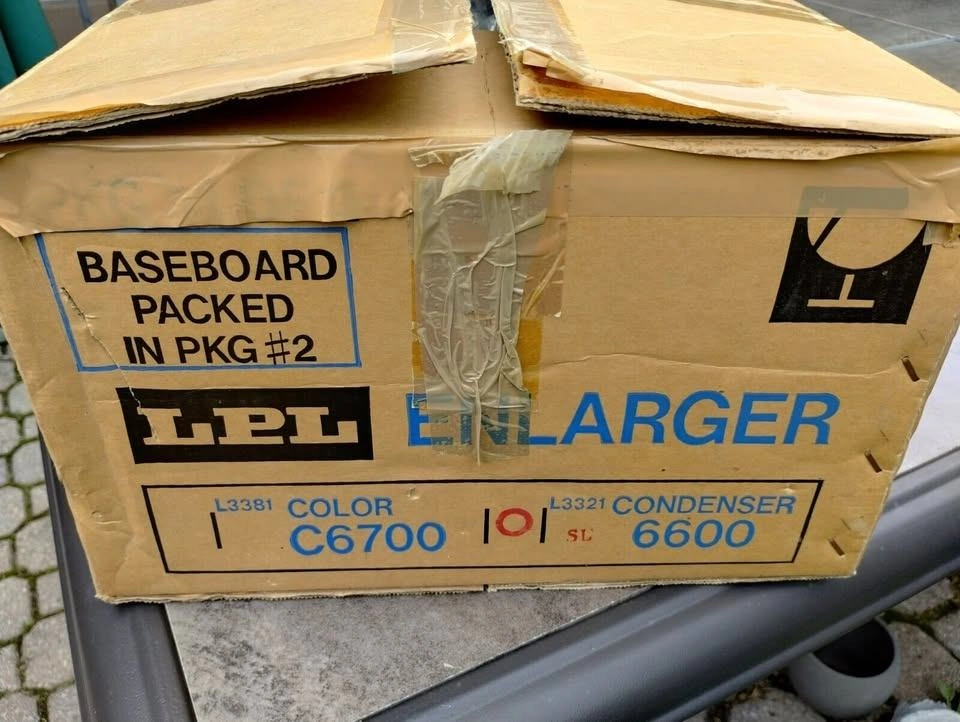 BASEBOARD
PACKED
IN PKG #2
LPL ENLARGER
L3381 COLOR
C6700
L3321 CONDENSER
SL 6600